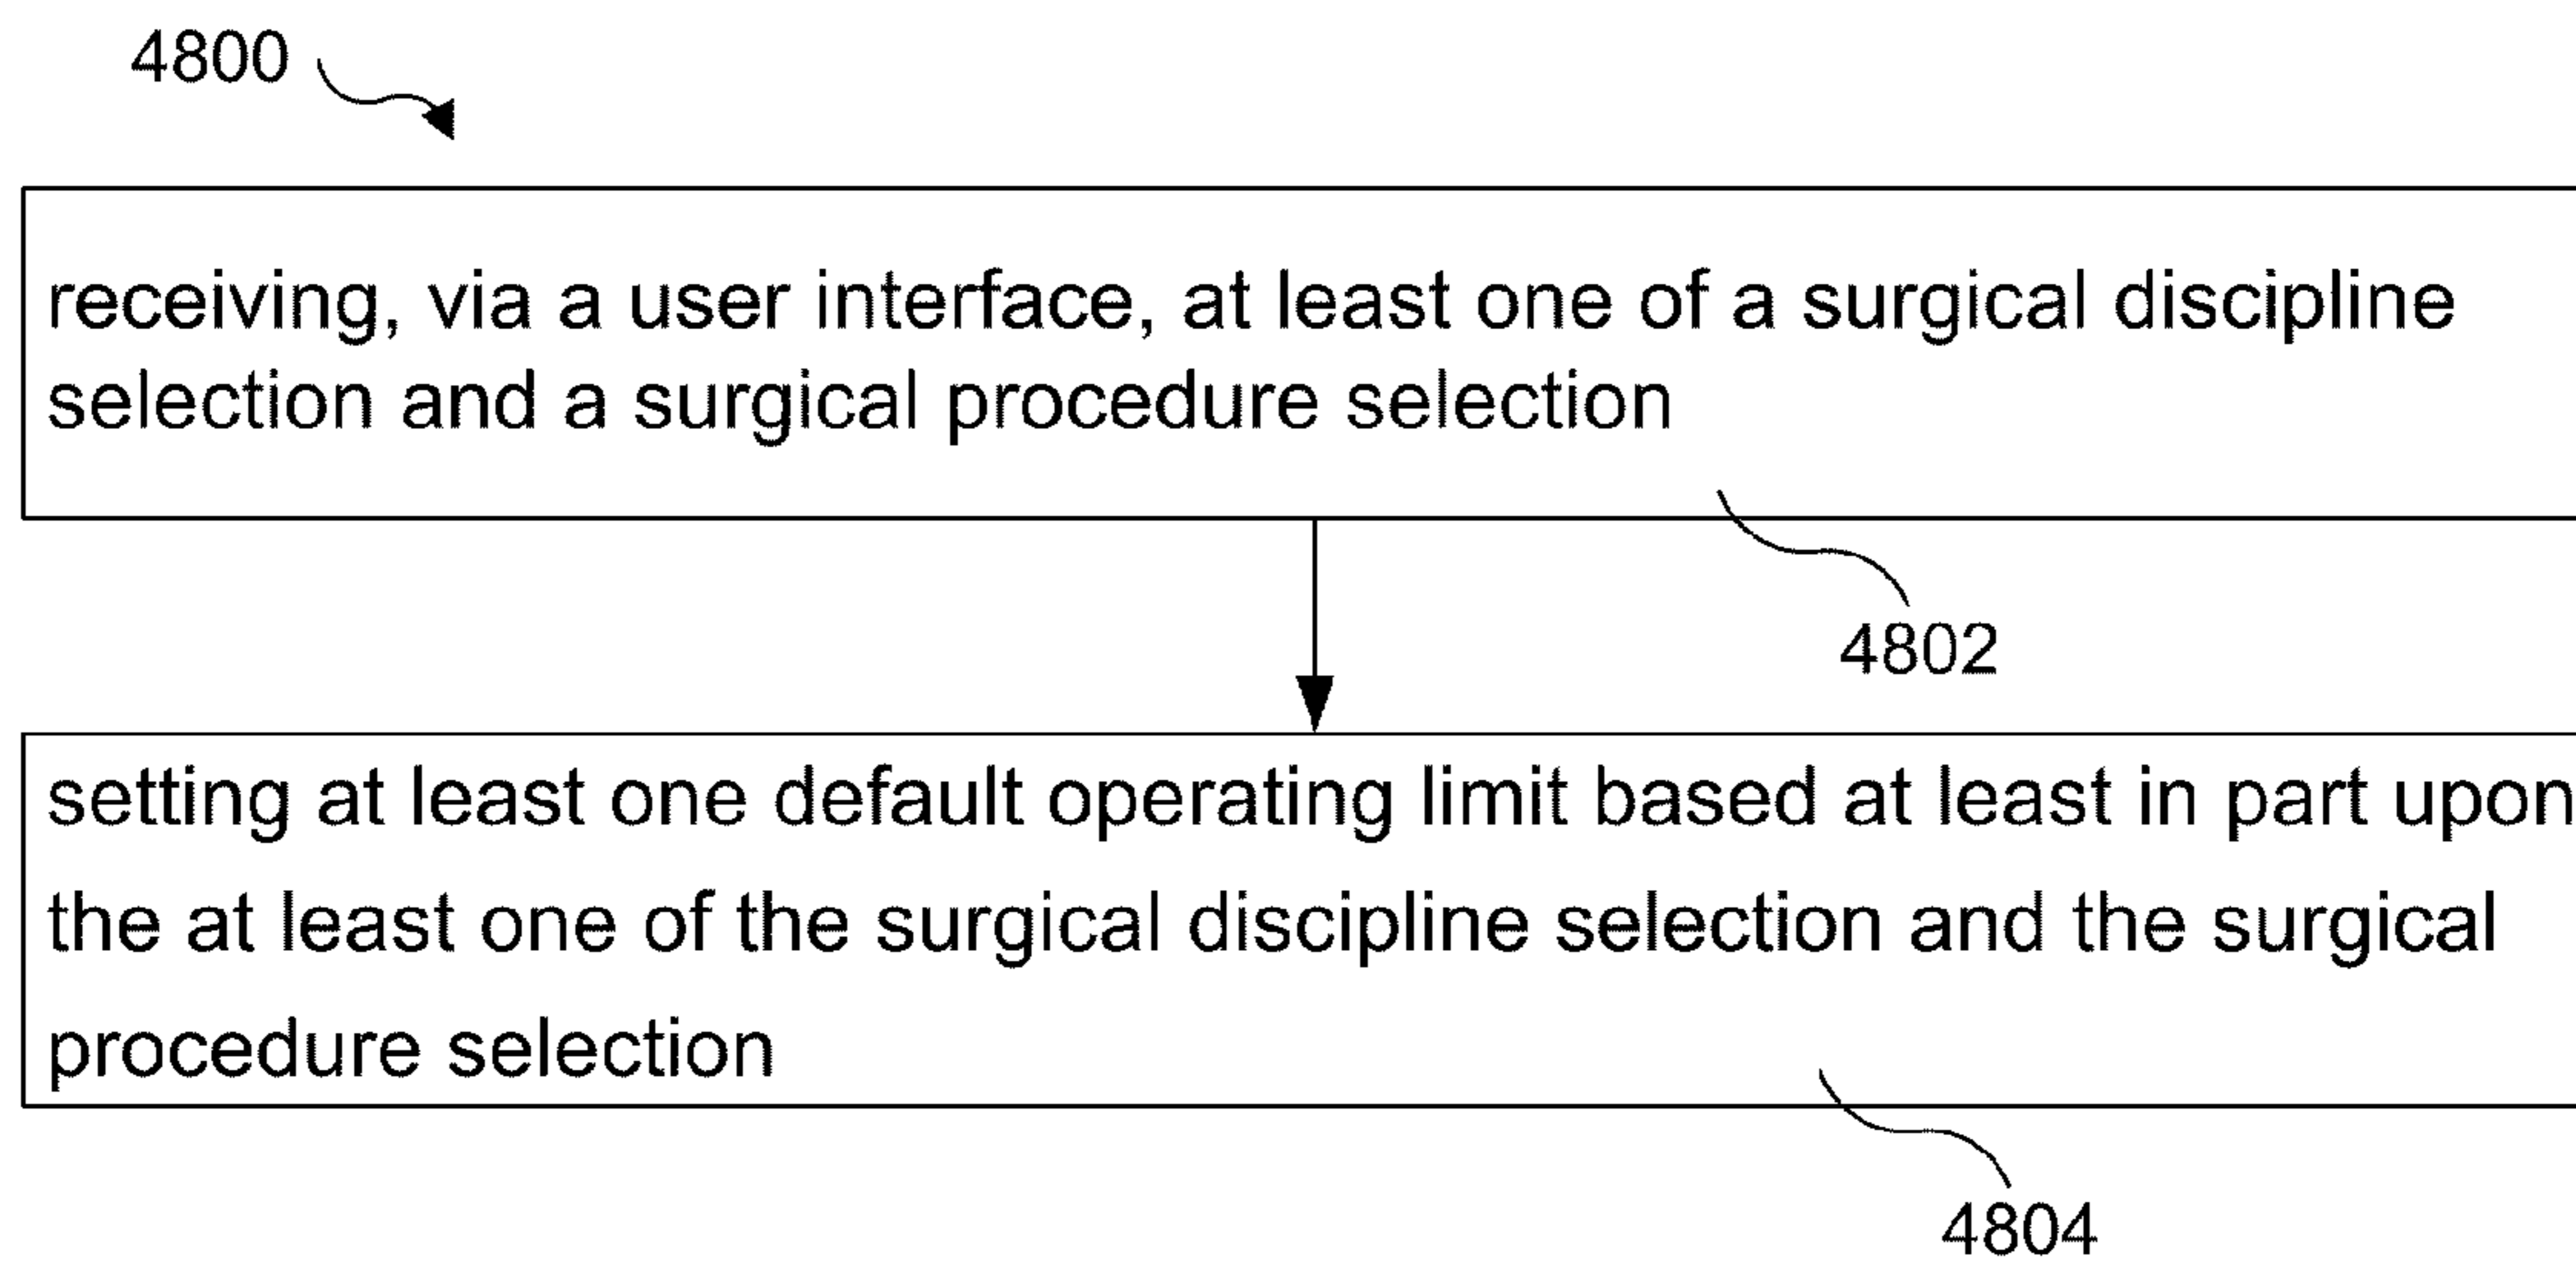 4800
receiving, via a user interface, at least one of a surgical discipline
selection and a surgical procedure selection
4802
setting at least one default operating limit based at least in part upon
the at least one of the surgical discipline selection and the surgical
procedure selection
4804